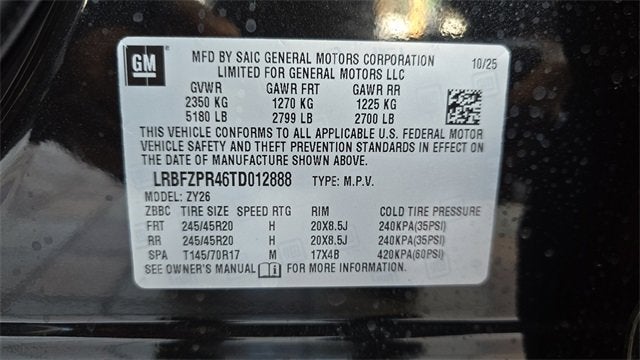 GM
MFD BY SAIC GENERAL MOTORS CORPORATION 10/25
LIMITED FOR GENERAL MOTORS LLC
GVWR GAWR FRT GAWR RR
2350 KG 1270 KG 1225 KG
5180 LB 2799 LB 2700 LB
THIS VEHICLE CONFORMS TO ALL APPLICABLE U.S. FEDERAL MOTOR
VEHICLE SAFETY AND THEFT PREVENTION STANDARDS IN
EFFECT ON THE DATE OF MANUFACTURE SHOWN ABOVE.
LRBFZPR46TD012888 TYPE: M.P.V.
MODEL: ZY26
ZBBC TIRE SIZE SPEED RTG RIM COLD TIRE PRESSURE
FRT 245/45R20 H 20X8.5J 240KPA(35PSI)
RR 245/45R20 H 20X8.5J 240KPA(35PSI)
SPA T145/70R17 M 17X4B 420KPA(60PSI)
SEE OWNER'S MANUAL i FOR MORE INFORMATION.